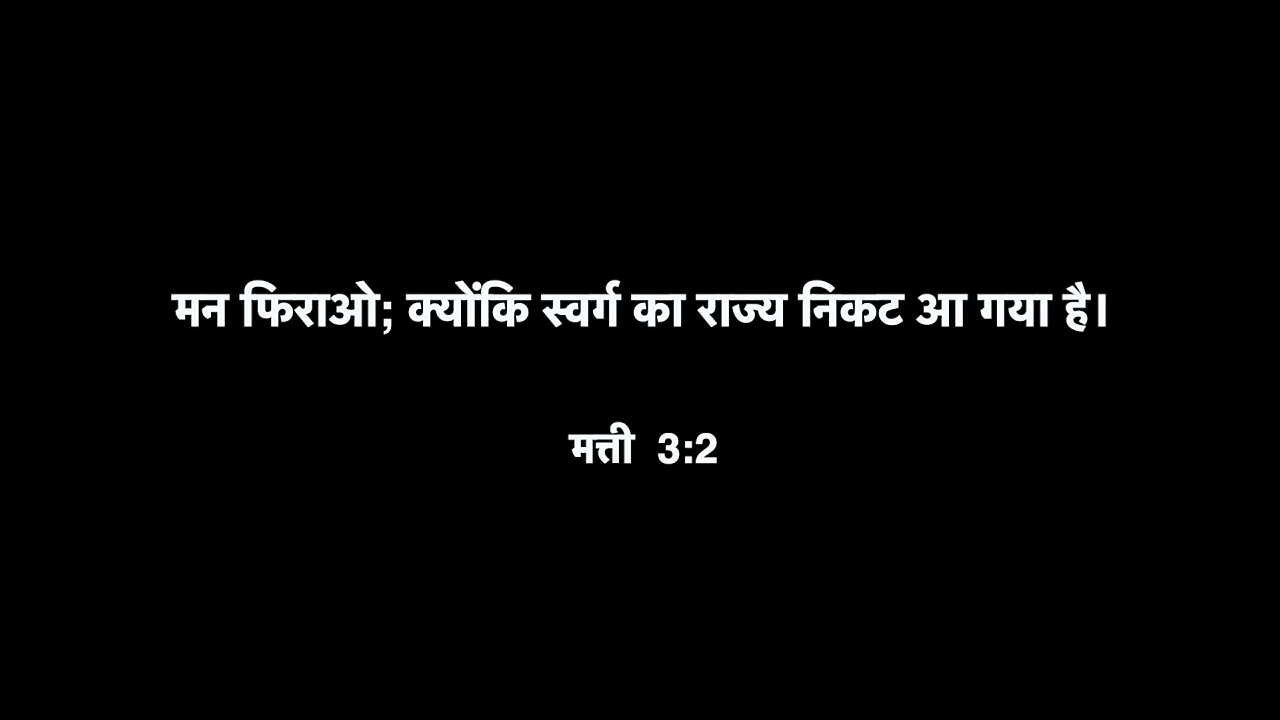 मन फिराओ; क्योंकि स्वर्ग का राज्य निकट आ गया है।
मत्ती 3:2